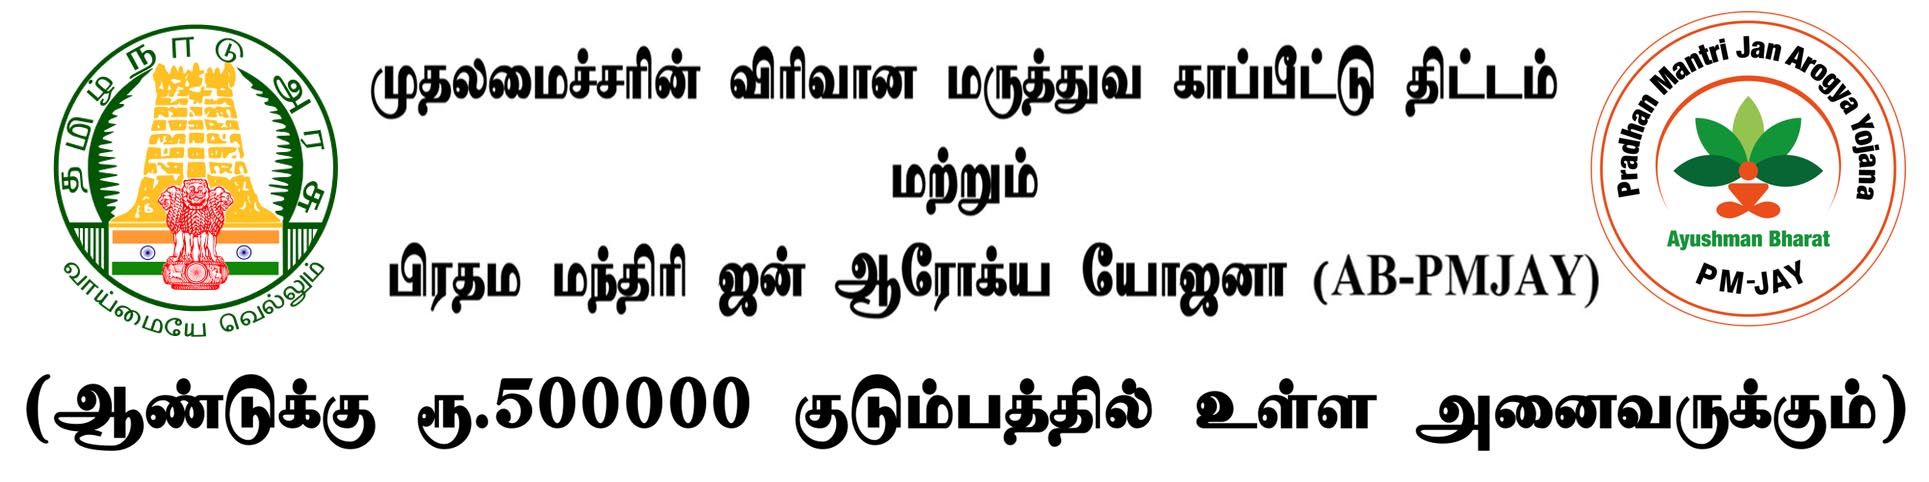 தமிழ் நாடு அரசு
வாய்மையே வெல்லும்
முதலமைச்சரின் விரிவான மருத்துவ காப்பீட்டு திட்டம்
மற்றும்
பிரதம மந்திரி ஜன் ஆரோக்ய யோஜனா (AB-PMJAY)
Pradhan Mantri Jan Arogya Yojana
Ayushman Bharat
PM-JAY
(ஆண்டுக்கு ரூ.500000 குடும்பத்தில் உள்ள அனைவருக்கும்)